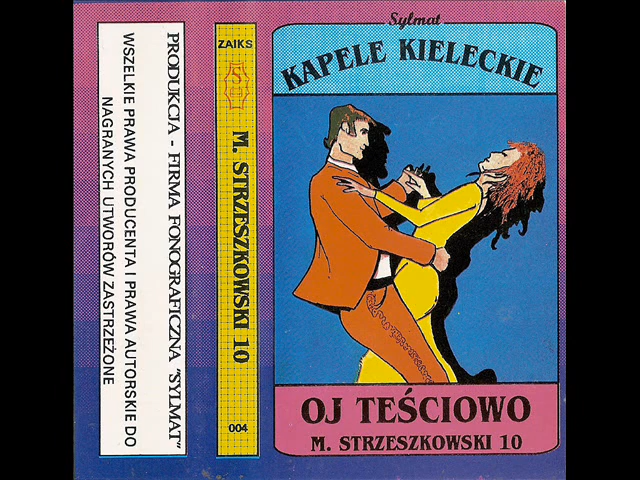 PRODUKCJA - FIRMA FONOGRAFICZNA "SYLMAT"
WSZELKIE PRAWA PRODUCENTA I PRAWA AUTORSKIE DO
NAGRANYCH UTWORÓW ZASTRZEŻONE
ZAIKS
M. STRZESZKOWSKI 10
004
Sylmat
KAPELE KIELECKIE
OJ TEŚCIOWO
M. STRZESZKOWSKI 10